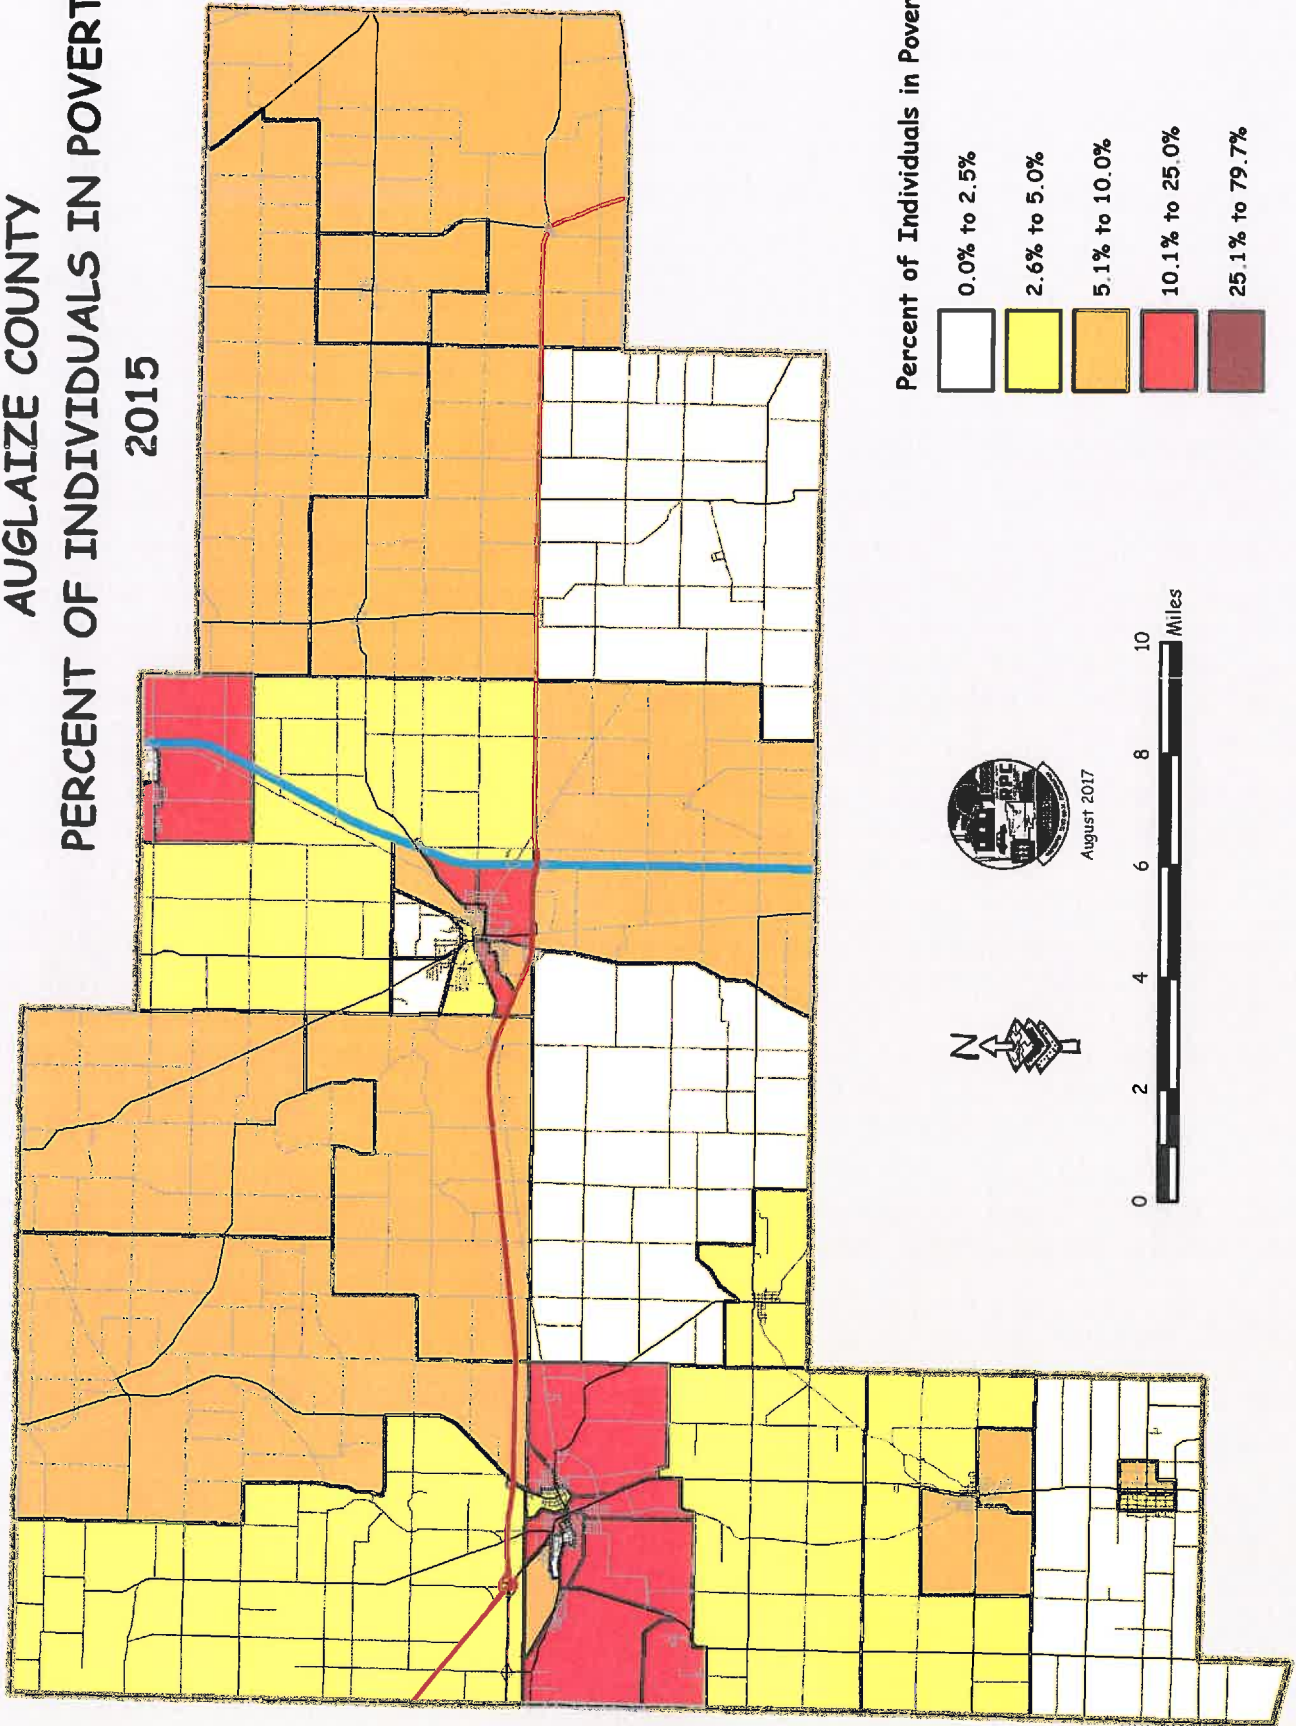 AUGLAIZE COUNTY
PERCENT OF INDIVIDUALS IN POVERT
2015
Percent of Individuals in Pover
0.0% to 2.5%
2.6% to 5.0%
5.1% to 10.0%
10.1% to 25.0%
25.1% to 79.7%
N
RPC
August 2017
0 2 4 6 8 10
Miles